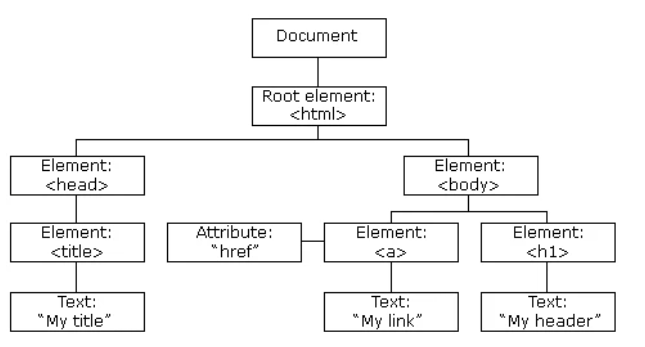 Document
Root element:
<html>
Element:
<head>
Element:
<body>
Element:
<title>
Attribute:
“href”
Element:
<a>
Element:
<h1>
Text:
“My title”
Text:
“My link”
Text:
“My header”